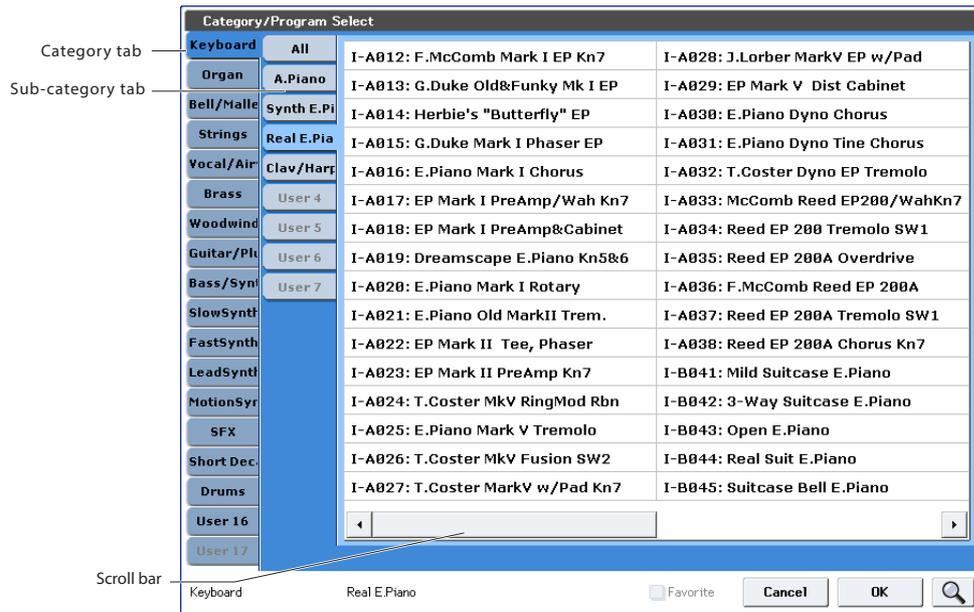 Category/Program Select
Category tab
Sub-category tab
Scroll bar
Keyboard
Organ
Bell/Malle
Strings
Vocal/Air
Brass
Woodwind
Guitar/Plu
Bass/Synt
SlowSynth
FastSynth
LeadSynth
MotionSyr
SFX
Short Dec.
Drums
User 16
User 17
All
A.Piano
Synth E.Pi
Real E.Pia
Clav/Harp
User 4
User 5
User 6
User 7
I-A012: F.McComb Mark I EP Kn7
I-A013: G.Duke Old&Funky Mk I EP
I-A014: Herbie's "Butterfly" EP
I-A015: G.Duke Mark I Phaser EP
I-A016: E.Piano Mark I Chorus
I-A017: EP Mark I PreAmp/Wah Kn7
I-A018: EP Mark I PreAmp&Cabinet
I-A019: Dreamscape E.Piano Kn5&6
I-A020: E.Piano Mark I Rotary
I-A021: E.Piano Old MarkII Trem.
I-A022: EP Mark II  Tee, Phaser
I-A023: EP Mark II PreAmp Kn7
I-A024: T.Coster MkV RingMod Rbn
I-A025: E.Piano Mark V Tremolo
I-A026: T.Coster MkV Fusion SW2
I-A027: T.Coster MarkV w/Pad Kn7
I-A028: J.Lorber MarkV EP w/Pad
I-A029: EP Mark V  Dist Cabinet
I-A030: E.Piano Dyno Chorus
I-A031: E.Piano Dyno Tine Chorus
I-A032: T.Coster Dyno EP Tremolo
I-A033: McComb Reed EP200/WahKn7
I-A034: Reed EP 200 Tremolo SW1
I-A035: Reed EP 200A Overdrive
I-A036: F.McComb Reed EP 200A
I-A037: Reed EP 200A Tremolo SW1
I-A038: Reed EP 200A Chorus Kn7
I-B041: Mild Suitcase E.Piano
I-B042: 3-Way Suitcase E.Piano
I-B043: Open E.Piano
I-B044: Real Suit E.Piano
I-B045: Suitcase Bell E.Piano
Keyboard
Real E.Piano
Favorite
Cancel
OK